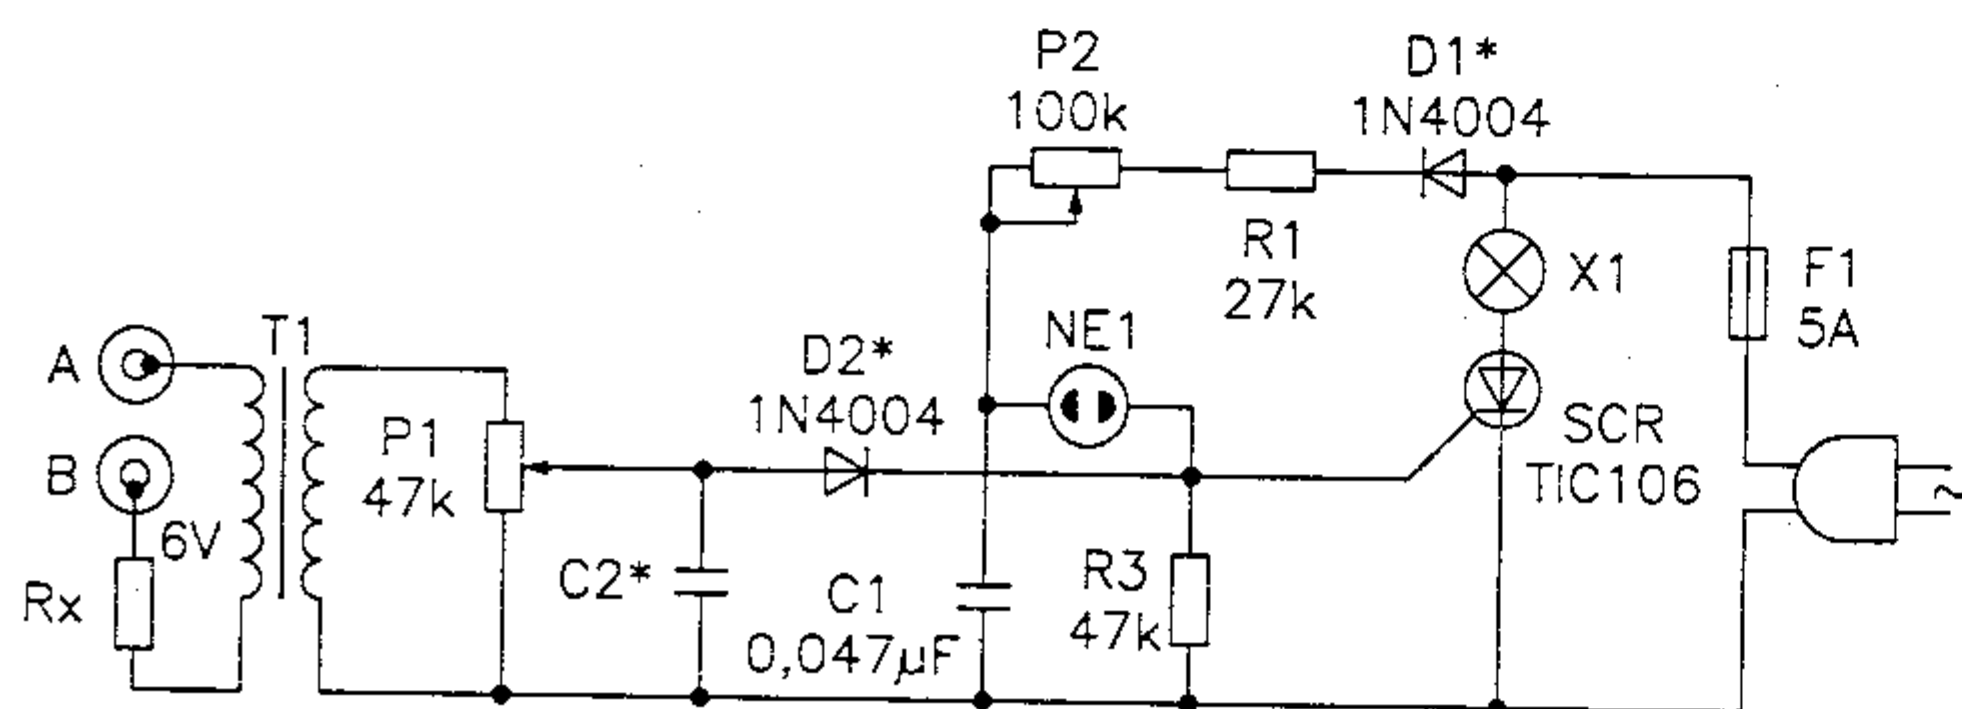 P2
100k
D1*
1N4004
R1
27k
X1
F1
5A
A
T1
NE1
D2*
1N4004
P1
47k
SCR
TIC106
B
6V
C2*
C1
0,047µF
R3
47k
Rx
~